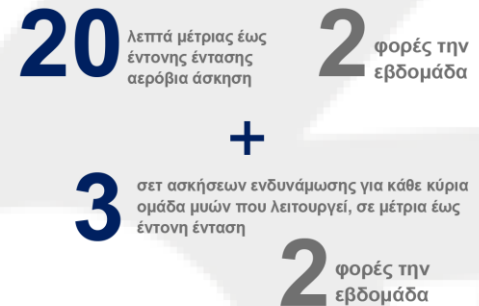 20 λεπτά μέτριας έως
έντονης έντασης
αερόβια άσκηση
2 φορές την
εβδομάδα
+
3 σετ ασκήσεων ενδυνάμωσης για κάθε κύρια
ομάδα μυών που λειτουργεί, σε μέτρια έως
έντονη ένταση
2 φορές την
εβδομάδα